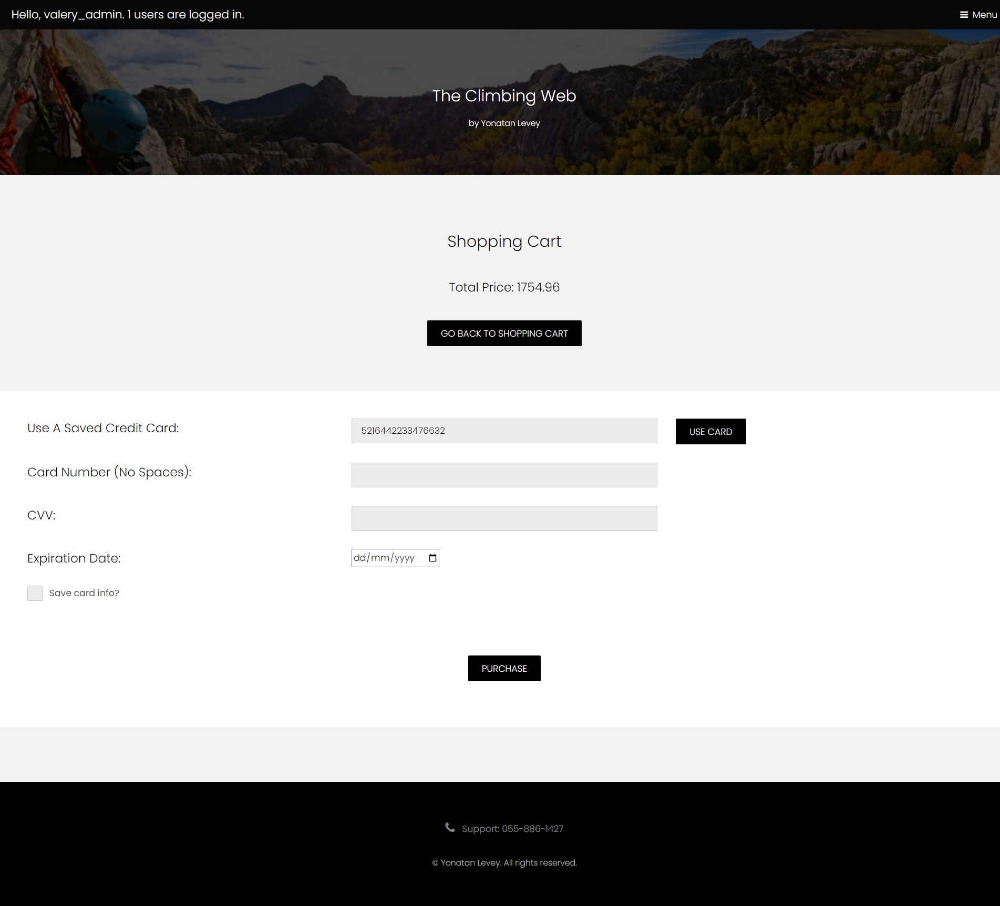 Hello, valery_admin. 1 users are logged in.
Menu
The Climbing Web
by Yonatan Levey
Shopping Cart
Total Price: 1754.96
GO BACK TO SHOPPING CART
Use A Saved Credit Card:
5216442233476632
USE CARD
Card Number (No Spaces):
CVV:
Expiration Date:
dd/mm/yyyy
Save card info?
PURCHASE
Support: 055-886-1427
© Yonatan Levey. All rights reserved.